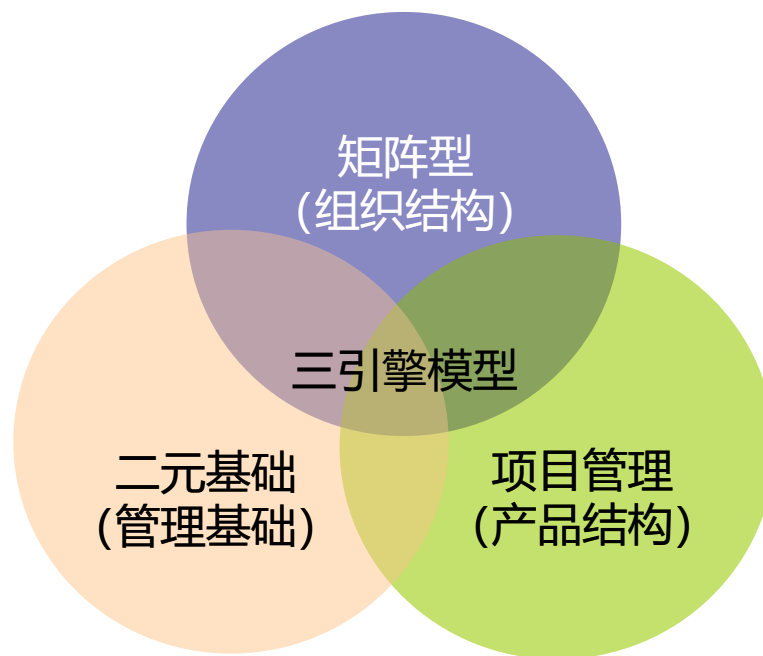 矩阵型
（组织结构）
三引擎模型
二元基础
（管理基础）
项目管理
（产品结构）